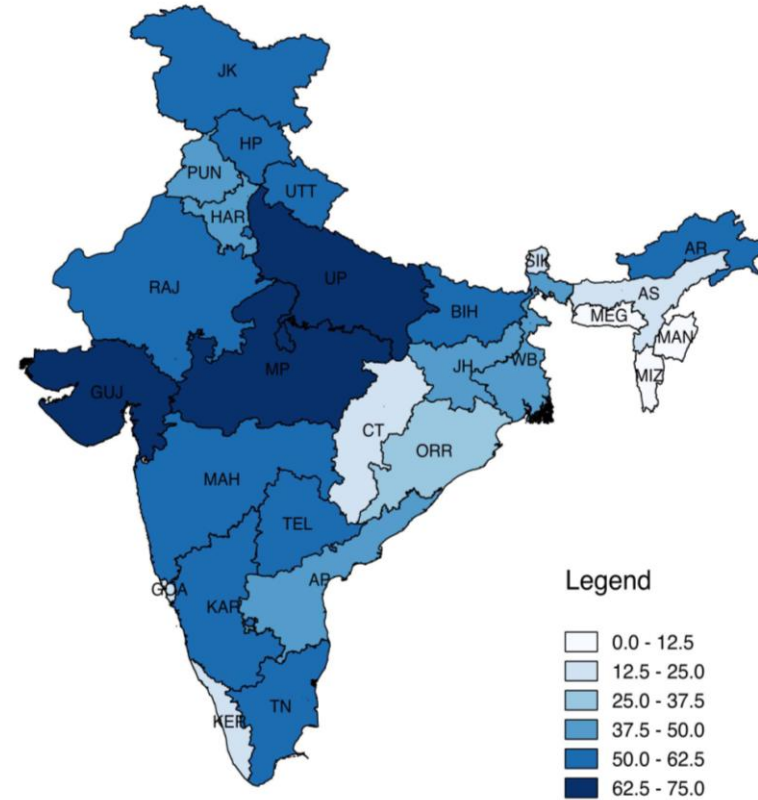 JK
HP
PUN
UTT
HAR
AR
SIK
UP
RAJ
AS
BIH
MEG
MAN
WB
JH
MP
MIZ
GUJ
CT
ORR
MAH
TEL
AP
GOA
KAR
TN
KER
Legend
0.0 - 12.5
12.5 - 25.0
25.0 - 37.5
37.5 - 50.0
50.0 - 62.5
62.5 - 75.0